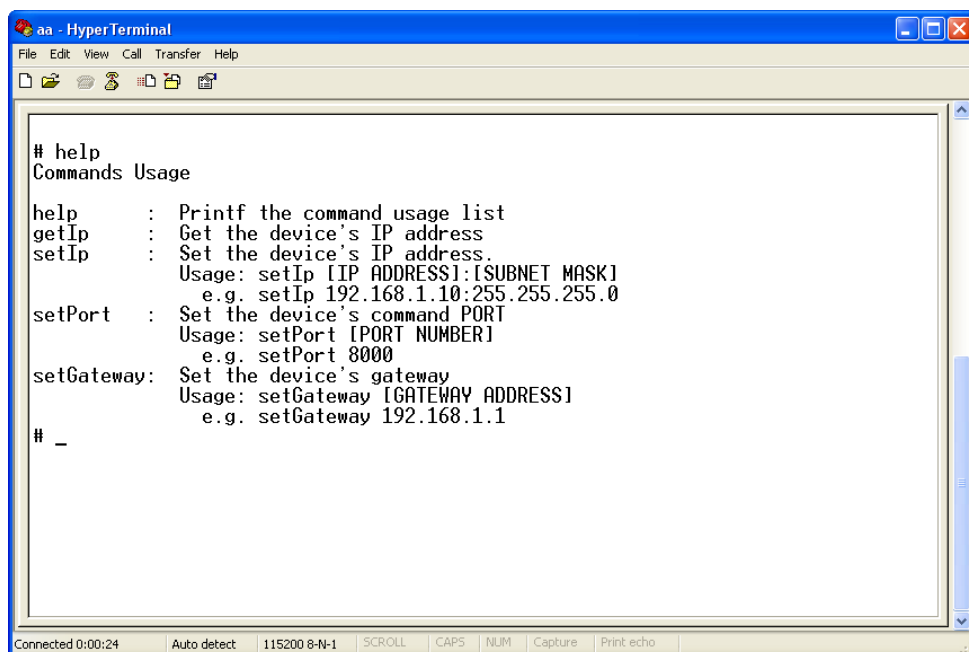 aa - HyperTerminal
File Edit View Call Transfer Help
# help
Commands Usage
help : Printf the command usage list
getIp : Get the device's IP address
setIp : Set the device's IP address.
Usage: setIp [IP ADDRESS]:[SUBNET MASK]
e.g. setIp 192.168.1.10:255.255.255.0
setPort : Set the device's command PORT
Usage: setPort [PORT NUMBER]
e.g. setPort 8000
setGateway: Set the device's gateway
Usage: setGateway [GATEWAY ADDRESS]
e.g. setGateway 192.168.1.1
# _
Connected 0:00:24 Auto detect 115200 8-N-1 SCROLL CAPS NUM Capture Print echo